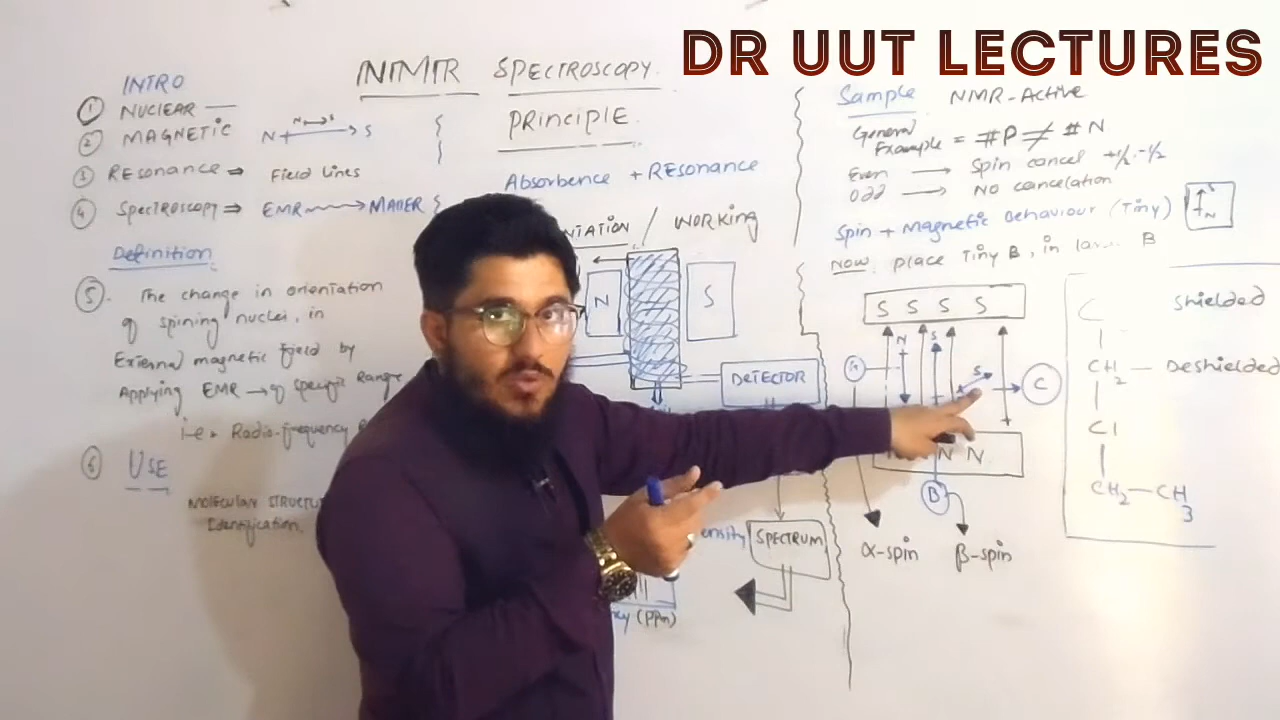 DR UUT LECTURES
NMR SPECTROSCOPY.
INTRO
1 NUCLEAR —
2 MAGNETIC N → S N → S
3 REsonance ⇒ Field Lines
4 Spectroscopy ⇒ EMR → MATTER
Definition
5. The change in orientation
of spining nuclei, in
External magnetic field by
Applying EMR → of Specific Range
i.e. Radio-frequency
6 USE
MOLECULAR
Identification.
PRINCIPLE.
Absorbence + REsonance
/ WORKING
N S
DETECTOR
SPECTRUM
(PPm)
Sample NMR-Active
General
Example = #P ≠ #N
Even → Spin cancel +1/2, -1/2
Odd → No cancelation
Spin + Magnetic Behaviour (Tiny)
S
N
NOW, place Tiny B, in B
S S S S
N S S
C
N N
B
α-spin β-spin
C Shielded
|
CH2 — Deshielded
|
Cl
|
CH2—CH3